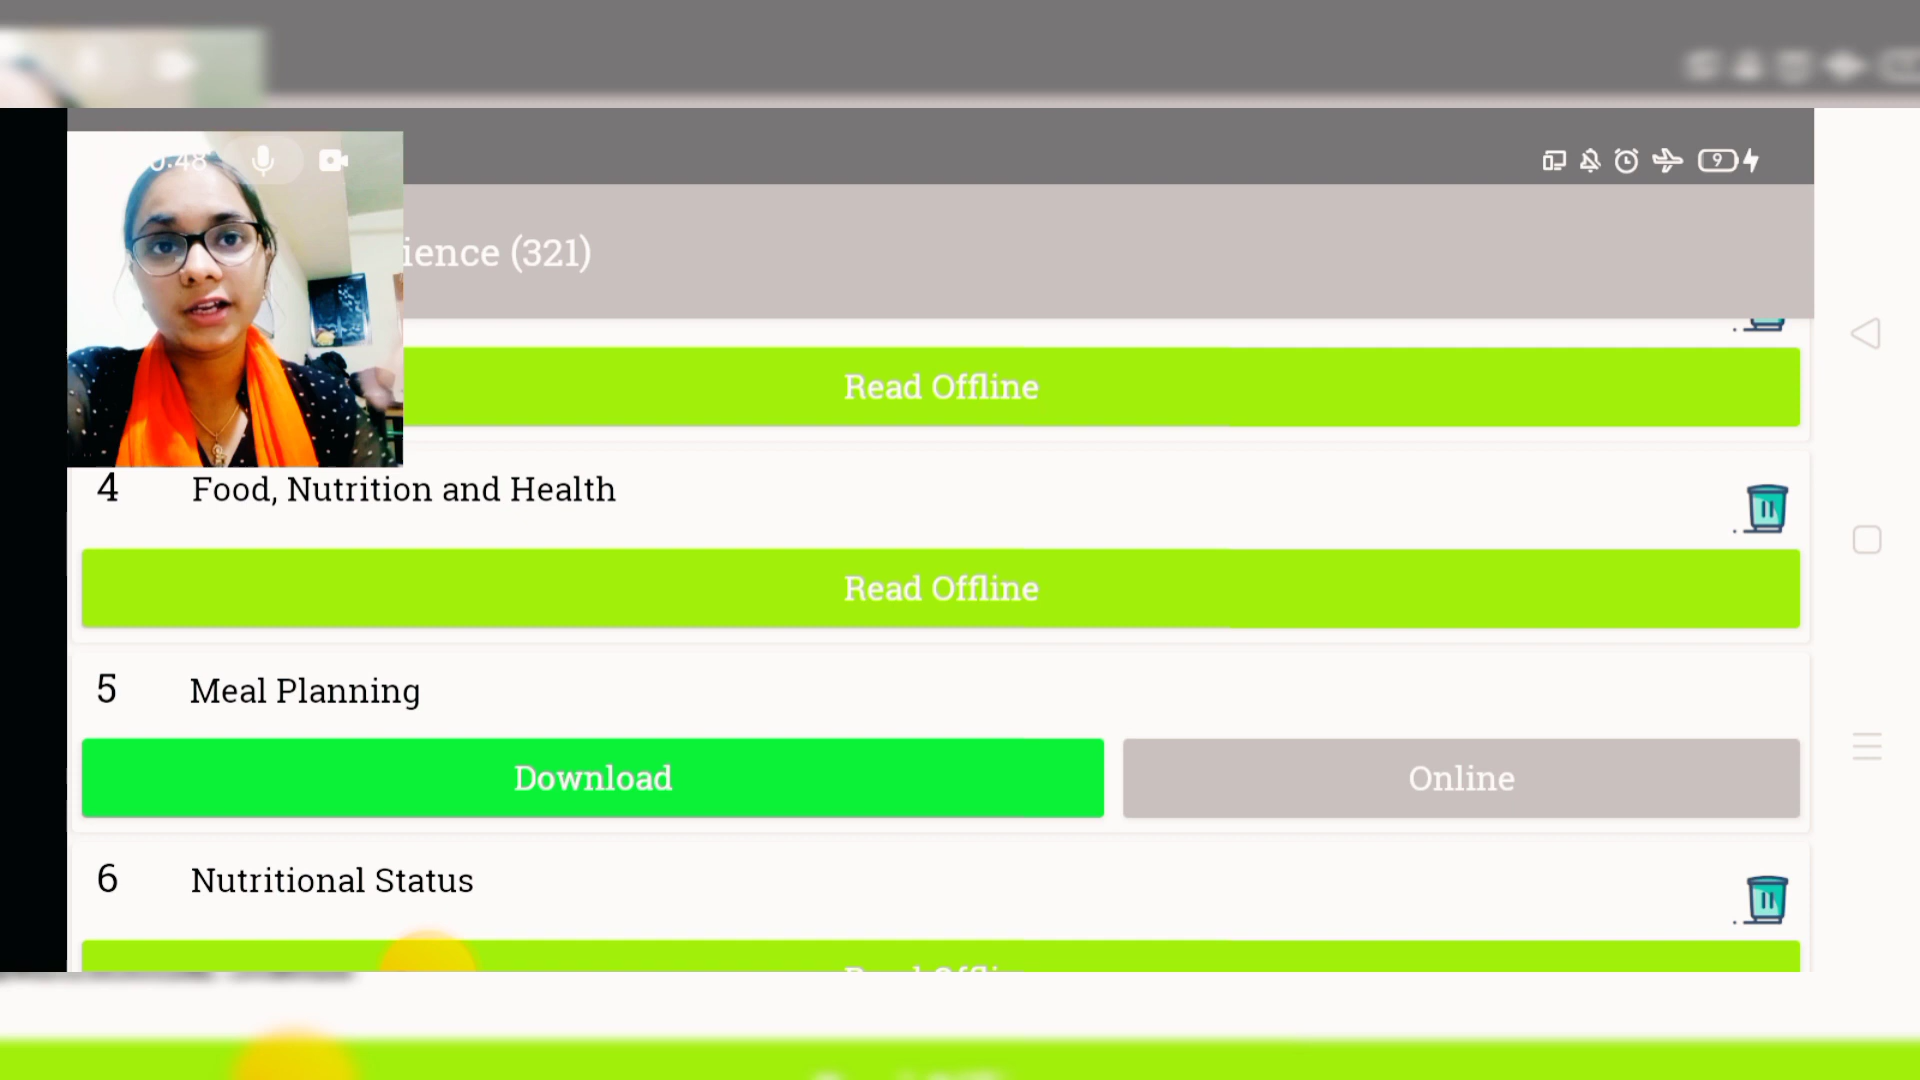 9
ience (321)
Read Offline
4 Food, Nutrition and Health
Read Offline
5 Meal Planning
Download Online
6 Nutritional Status